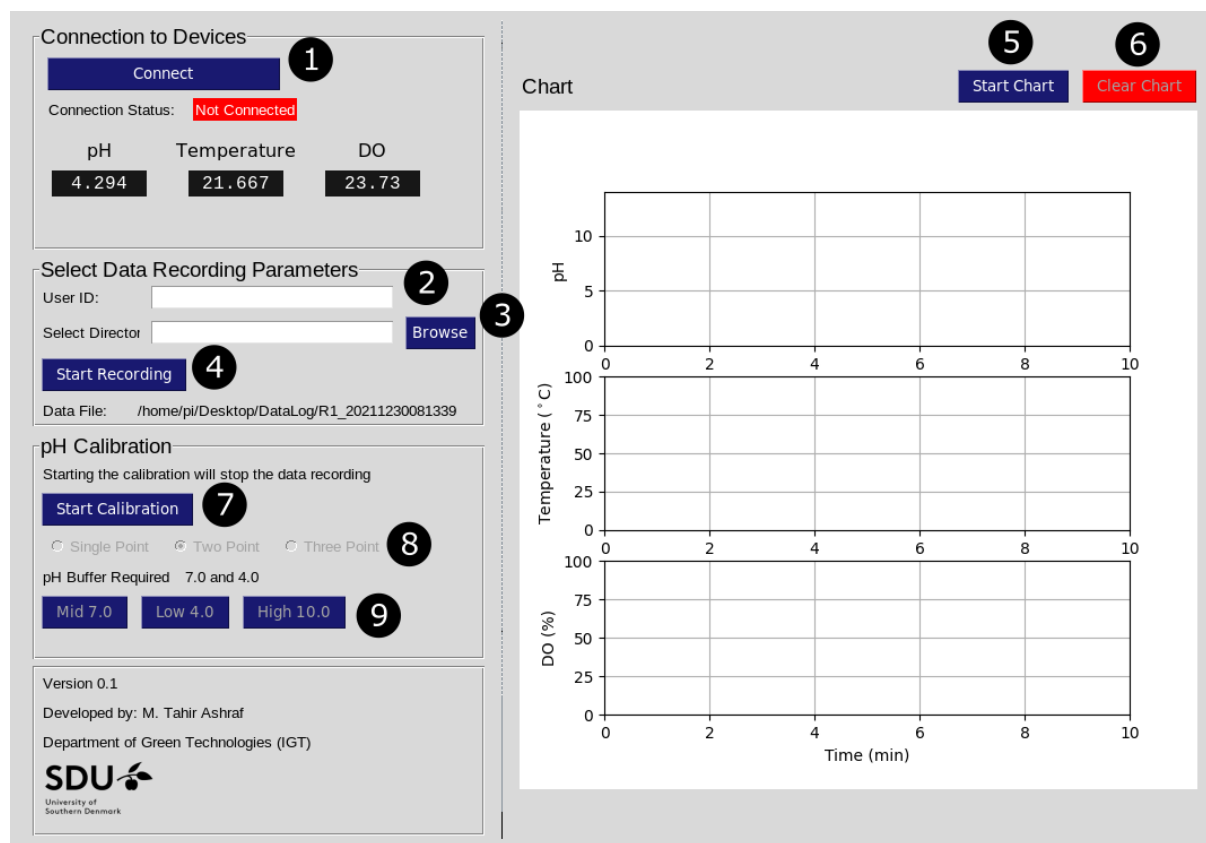 Connection to Devices
1
Connect
Connection Status: Not Connected
pH Temperature DO
4.294 21.667 23.73
Select Data Recording Parameters
2
User ID:
3
Select Director Browse
4
Start Recording
Data File: /home/pi/Desktop/DataLog/R1_20211230081339
pH Calibration
Starting the calibration will stop the data recording
7
Start Calibration
Single Point Two Point Three Point
8
pH Buffer Required 7.0 and 4.0
Mid 7.0 Low 4.0 High 10.0
9
Version 0.1
Developed by: M. Tahir Ashraf
Department of Green Technologies (IGT)
SDU
University of
Southern Denmark
5 6
Chart Start Chart Clear Chart
pH
10
5
0
0 2 4 6 8 10
Temperature (°C)
100
75
50
25
0
0 2 4 6 8 10
DO (%)
100
75
50
25
0
0 2 4 6 8 10
Time (min)